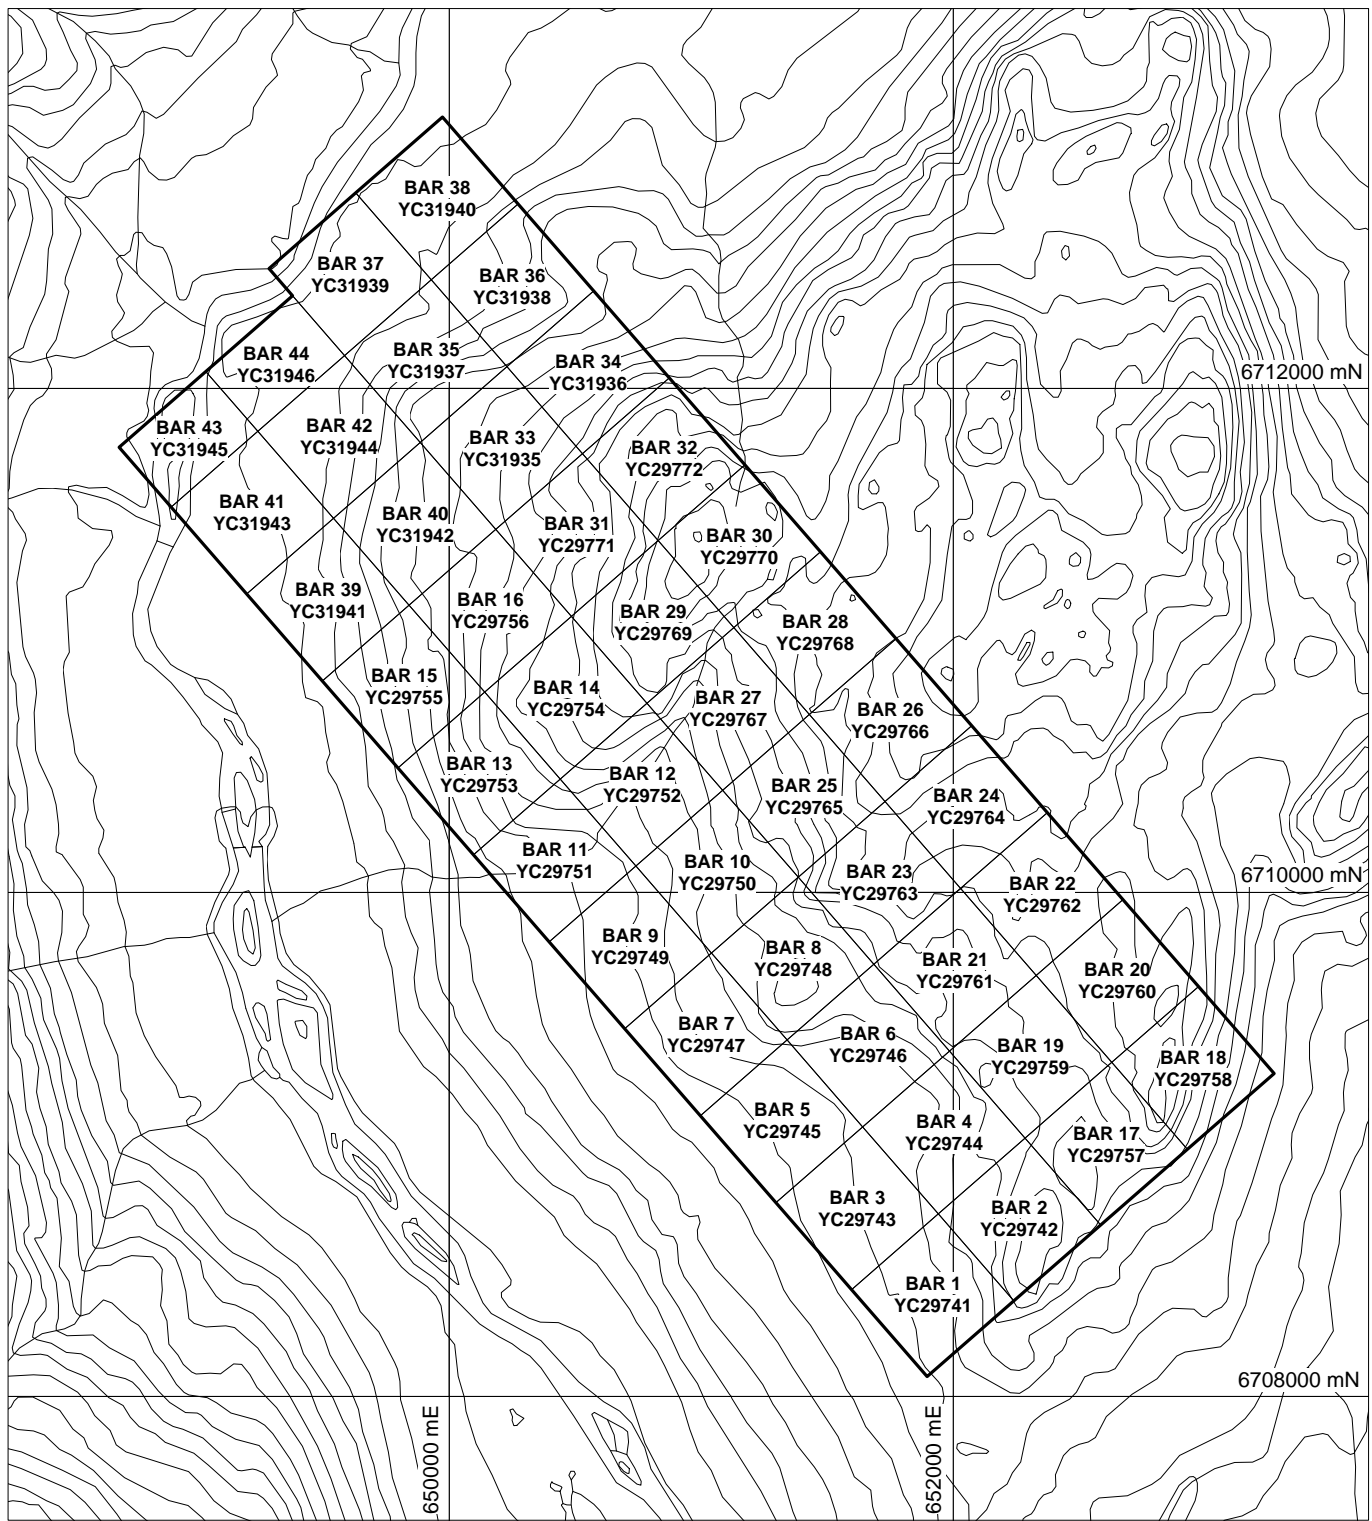 BAR 38
YC31940
BAR 37
YC31939
BAR 36
YC31938
BAR 44
YC31946
BAR 35
YC31937
BAR 34
YC31936
6712000 mN
BAR 43
YC31945
BAR 42
YC31944
BAR 33
YC31935
BAR 32
YC29772
BAR 41
YC31943
BAR 40
YC31942
BAR 31
YC29771
BAR 30
YC29770
BAR 39
YC31941
BAR 16
YC29756
BAR 29
YC29769
BAR 28
YC29768
BAR 15
YC29755
BAR 14
YC29754
BAR 27
YC29767
BAR 26
YC29766
BAR 13
YC29753
BAR 12
YC29752
BAR 25
YC29765
BAR 24
YC29764
BAR 11
YC29751
BAR 10
YC29750
BAR 23
YC29763
BAR 22
YC29762
6710000 mN
BAR 9
YC29749
BAR 8
YC29748
BAR 21
YC29761
BAR 20
YC29760
BAR 7
YC29747
BAR 6
YC29746
BAR 19
YC29759
BAR 18
YC29758
BAR 5
YC29745
BAR 4
YC29744
BAR 17
YC29757
BAR 3
YC29743
BAR 2
YC29742
BAR 1
YC29741
6708000 mN
650000 mE
652000 mE